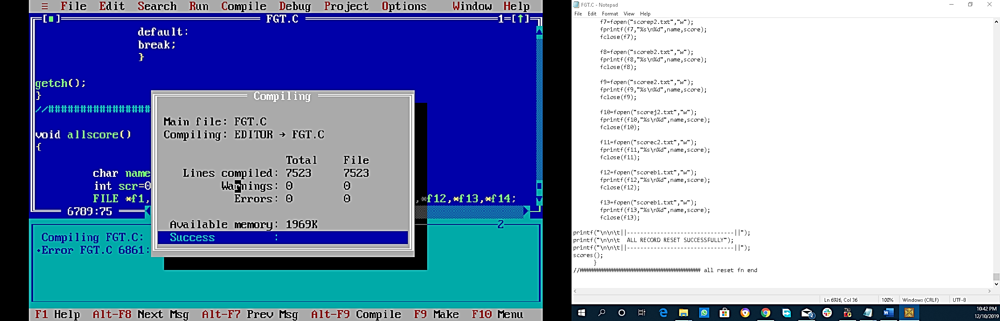 ≡ File Edit Search Run Compile Debug Project Options Window Help
[■] FGT.C 1=[↑]
default:
break;
}
getch();
}
//################
void allscore()
{
char name
int scr=0
FILE *f1, ,*f12,*f13,*f14;
6789:75
Compiling
Main file: FGT.C
Compiling: EDITOR → FGT.C
Total File
Lines compiled: 7523 7523
Warnings: 0 0
Errors: 0 0
Available memory: 1969K
Success :
2
Compiling FGT.C:
•Error FGT.C 6861:
F1 Help Alt-F8 Next Msg Alt-F7 Prev Msg Alt-F9 Compile F9 Make F10 Menu
FGT.C - Notepad
File Edit Format View Help
f7=fopen("scorep2.txt","w");
fprintf(f7,"%s\n%d",name,score);
fclose(f7);
f8=fopen("scoreb2.txt","w");
fprintf(f8,"%s\n%d",name,score);
fclose(f8);
f9=fopen("scoree2.txt","w");
fprintf(f9,"%s\n%d",name,score);
fclose(f9);
f10=fopen("scorej2.txt","w");
fprintf(f10,"%s\n%d",name,score);
fclose(f10);
f11=fopen("scorec2.txt","w");
fprintf(f11,"%s\n%d",name,score);
fclose(f11);
f12=fopen("scoreb1.txt","w");
fprintf(f12,"%s\n%d",name,score);
fclose(f12);
f13=fopen("scoreb1.txt","w");
fprintf(f13,"%s\n%d",name,score);
fclose(f13);
printf("\n\n\t||--------------------------------||");
printf("\n\n\t  ALL RECORD RESET SUCCESSFULLY");
printf("\n\n\t||--------------------------------||");
scores();
}
//#################################### all reset fn end
Ln 6926, Col 36 100% Windows (CRLF) UTF-8
10:42 PM
12/10/2019